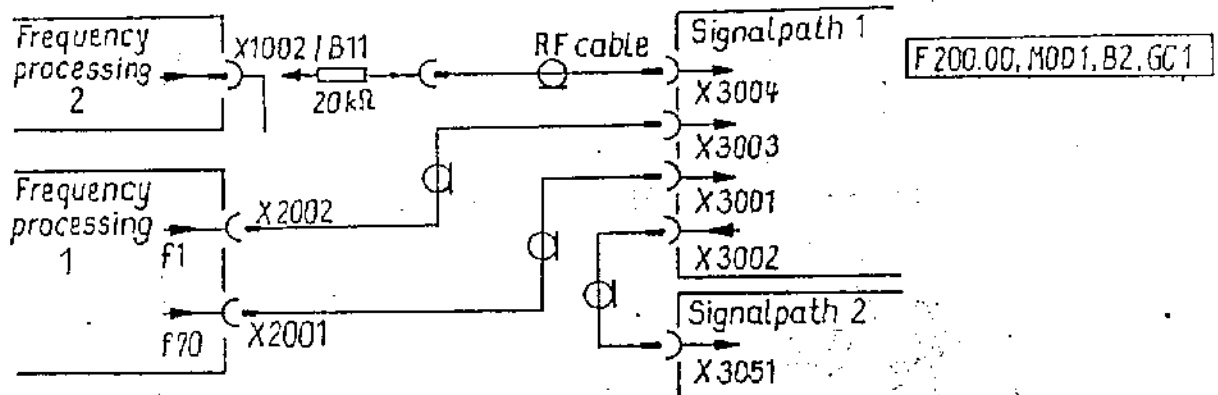 Frequency
processing
2
X1002/B11
20kΩ
RF cable
Signalpath 1
F200.00,MOD1,B2,GC1
X3004
X3003
X3001
X3002
Frequency
processing
1
f1
X2002
f70
X2001
Signalpath 2
X3051